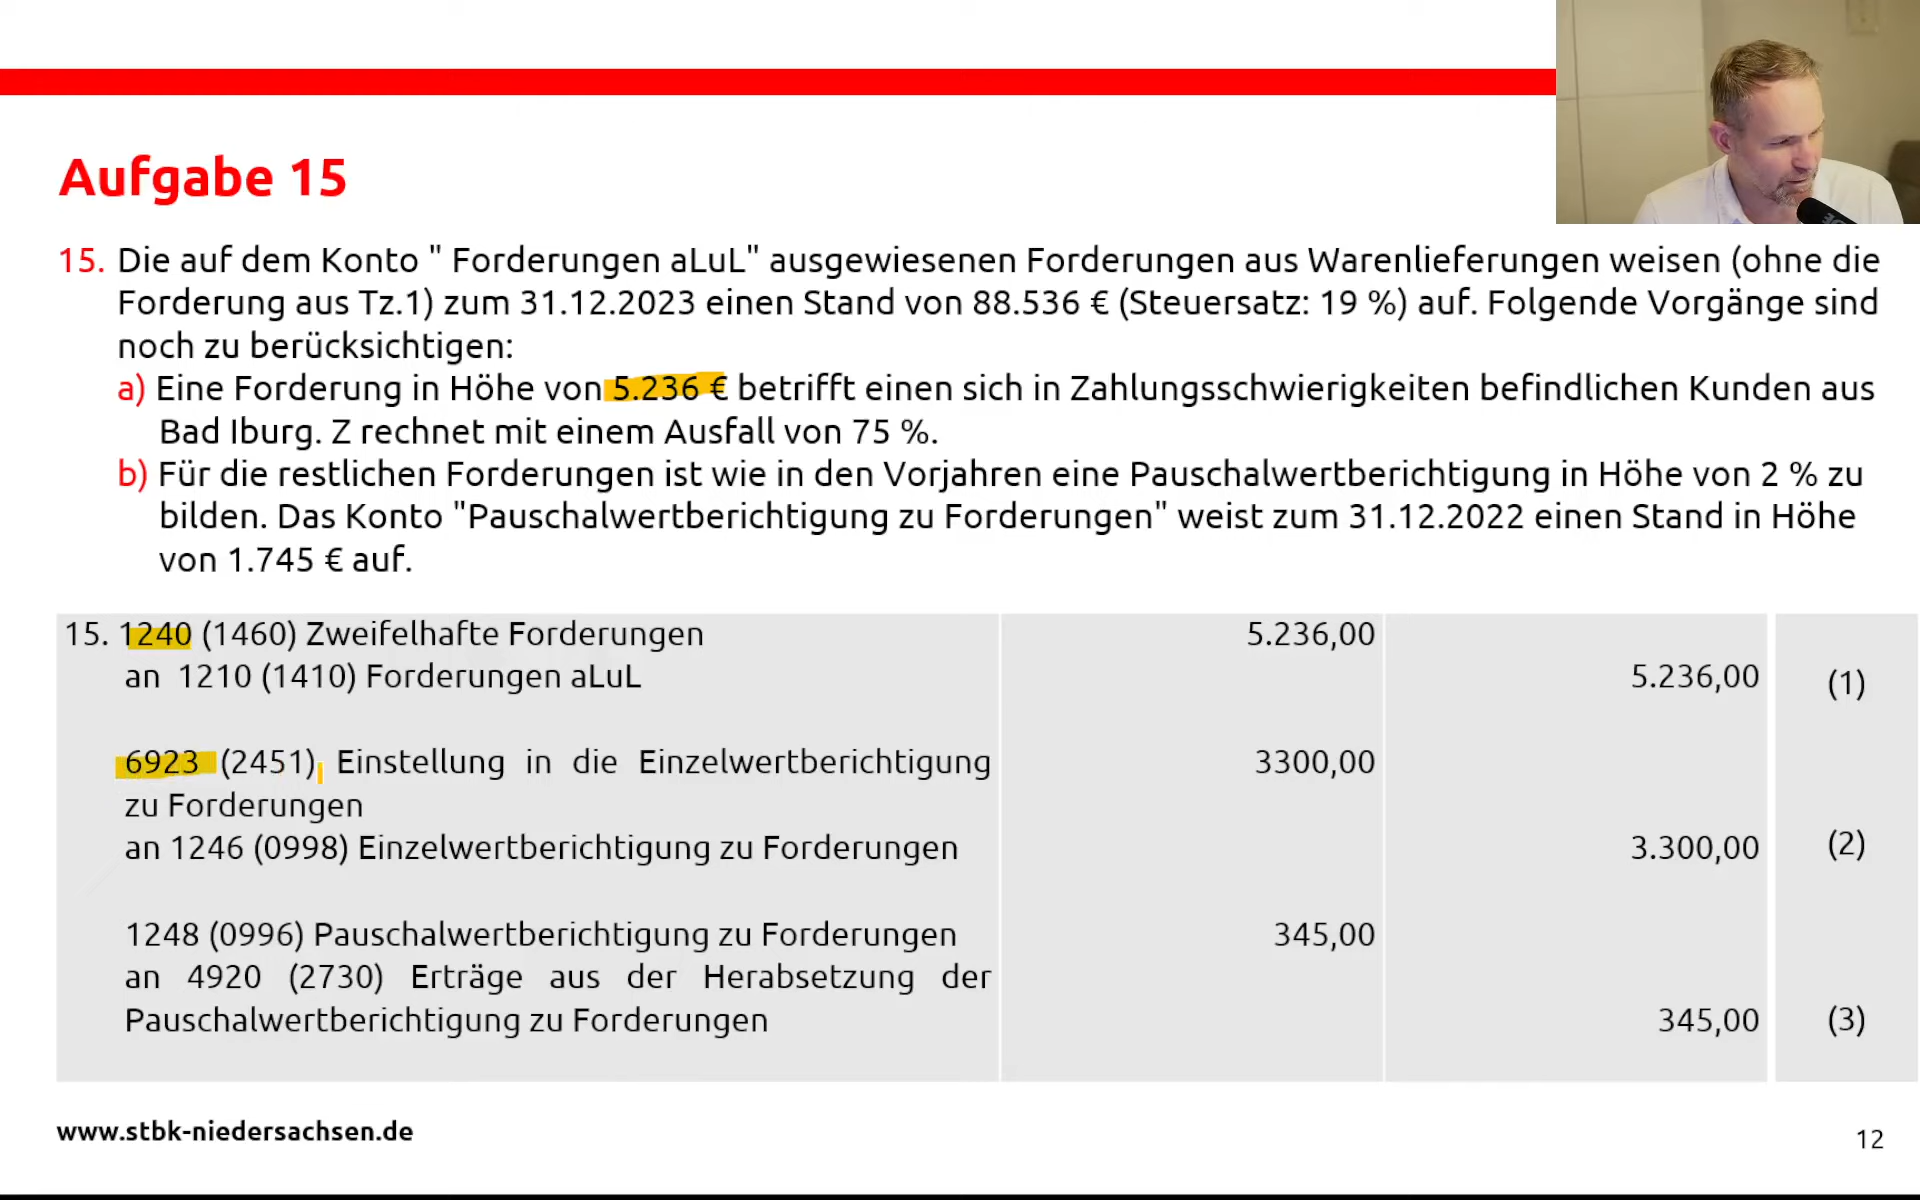 Aufgabe 15
15. Die auf dem Konto " Forderungen aLuL" ausgewiesenen Forderungen aus Warenlieferungen weisen (ohne die
Forderung aus Tz.1) zum 31.12.2023 einen Stand von 88.536 € (Steuersatz: 19 %) auf. Folgende Vorgänge sind
noch zu berücksichtigen:
a) Eine Forderung in Höhe von 5.236 € betrifft einen sich in Zahlungsschwierigkeiten befindlichen Kunden aus
Bad Iburg. Z rechnet mit einem Ausfall von 75 %.
b) Für die restlichen Forderungen ist wie in den Vorjahren eine Pauschalwertberichtigung in Höhe von 2 % zu
bilden. Das Konto "Pauschalwertberichtigung zu Forderungen" weist zum 31.12.2022 einen Stand in Höhe
von 1.745 € auf.
15. 1240 (1460) Zweifelhafte Forderungen 5.236,00
an 1210 (1410) Forderungen aLuL 5.236,00 (1)
6923 (2451) Einstellung in die Einzelwertberichtigung 3300,00
zu Forderungen
an 1246 (0998) Einzelwertberichtigung zu Forderungen 3.300,00 (2)
1248 (0996) Pauschalwertberichtigung zu Forderungen 345,00
an 4920 (2730) Erträge aus der Herabsetzung der
Pauschalwertberichtigung zu Forderungen 345,00 (3)
www.stbk-niedersachsen.de
12